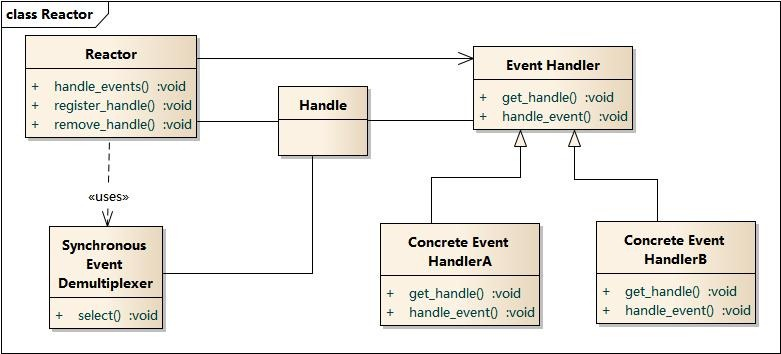 class Reactor
Reactor
+ handle_events() :void
+ register_handle() :void
+ remove_handle() :void
Handle
Event Handler
+ get_handle() :void
+ handle_event() :void
«uses»
Synchronous
Event
Demultiplexer
+ select() :void
Concrete Event
HandlerA
+ get_handle() :void
+ handle_event() :void
Concrete Event
HandlerB
+ get_handle() :void
+ handle_event() :void